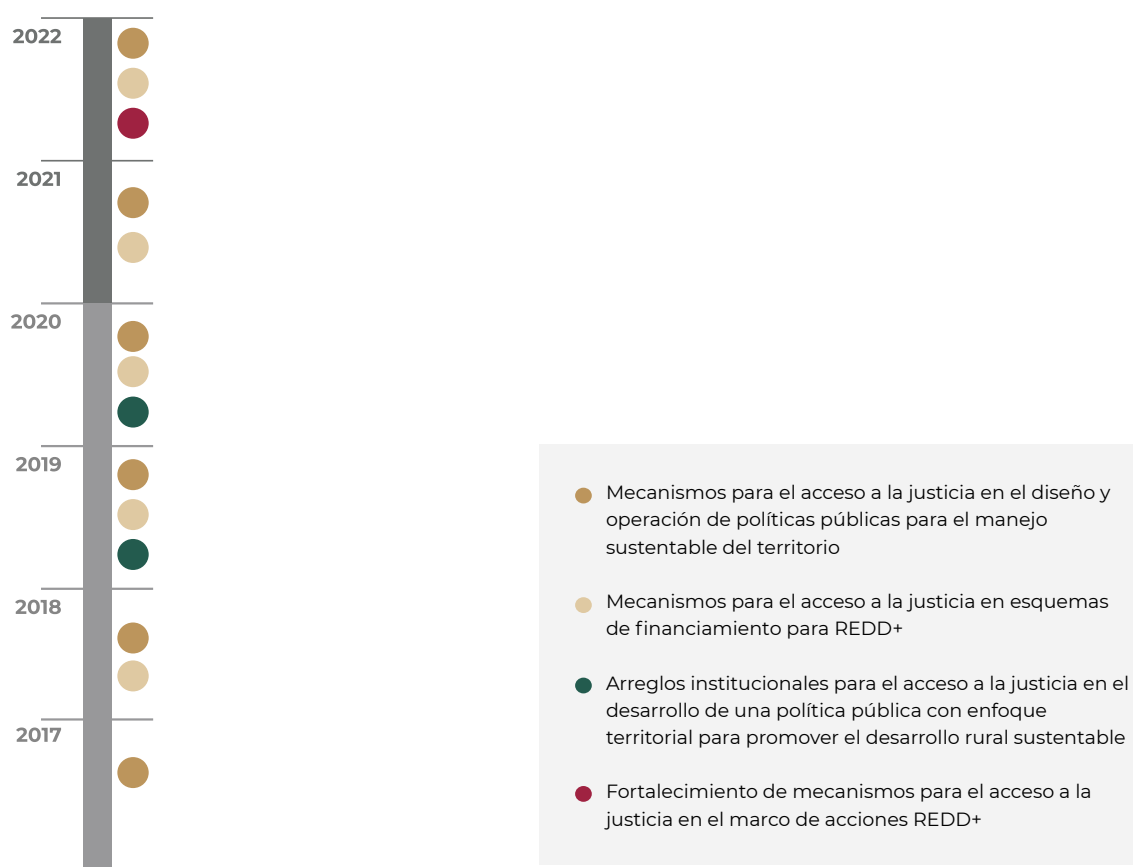 2022
2021
2020
2019
2018
2017
Mecanismos para el acceso a la justicia en el diseño y
operación de políticas públicas para el manejo
sustentable del territorio
Mecanismos para el acceso a la justicia en esquemas
de financiamiento para REDD+
Arreglos institucionales para el acceso a la justicia en el
desarrollo de una política pública con enfoque
territorial para promover el desarrollo rural sustentable
Fortalecimiento de mecanismos para el acceso a la
justicia en el marco de acciones REDD+